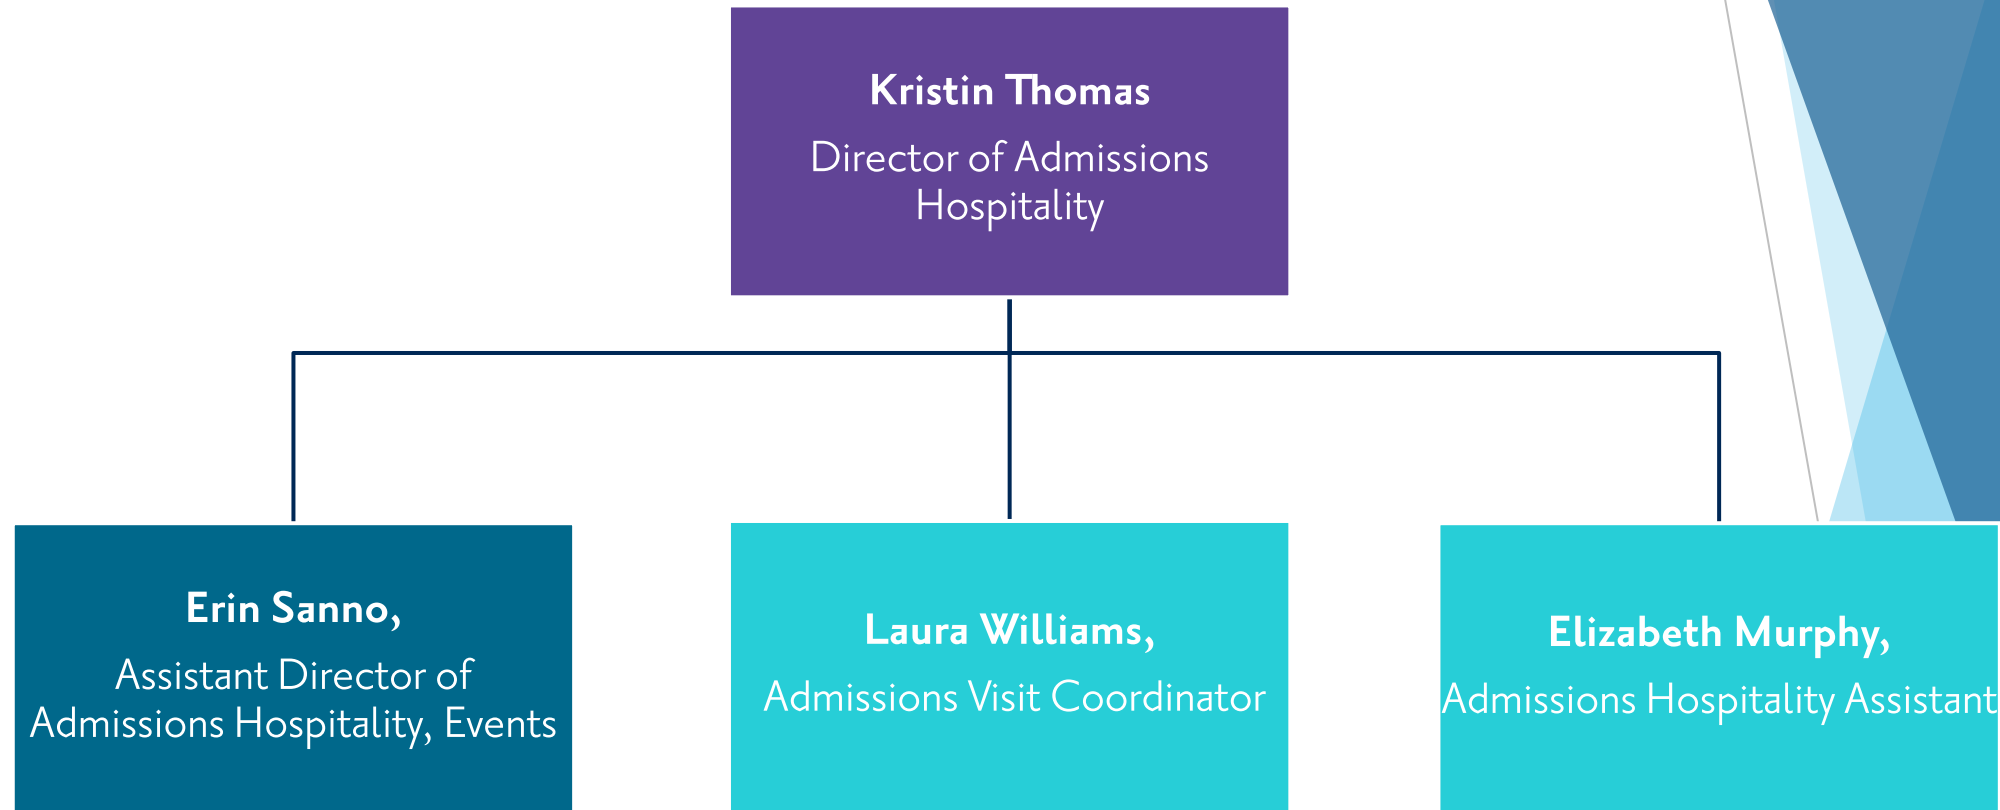 Kristin Thomas
Director of Admissions
Hospitality
Erin Sanno,
Assistant Director of
Admissions Hospitality, Events
Laura Williams,
Admissions Visit Coordinator
Elizabeth Murphy,
Admissions Hospitality Assistant